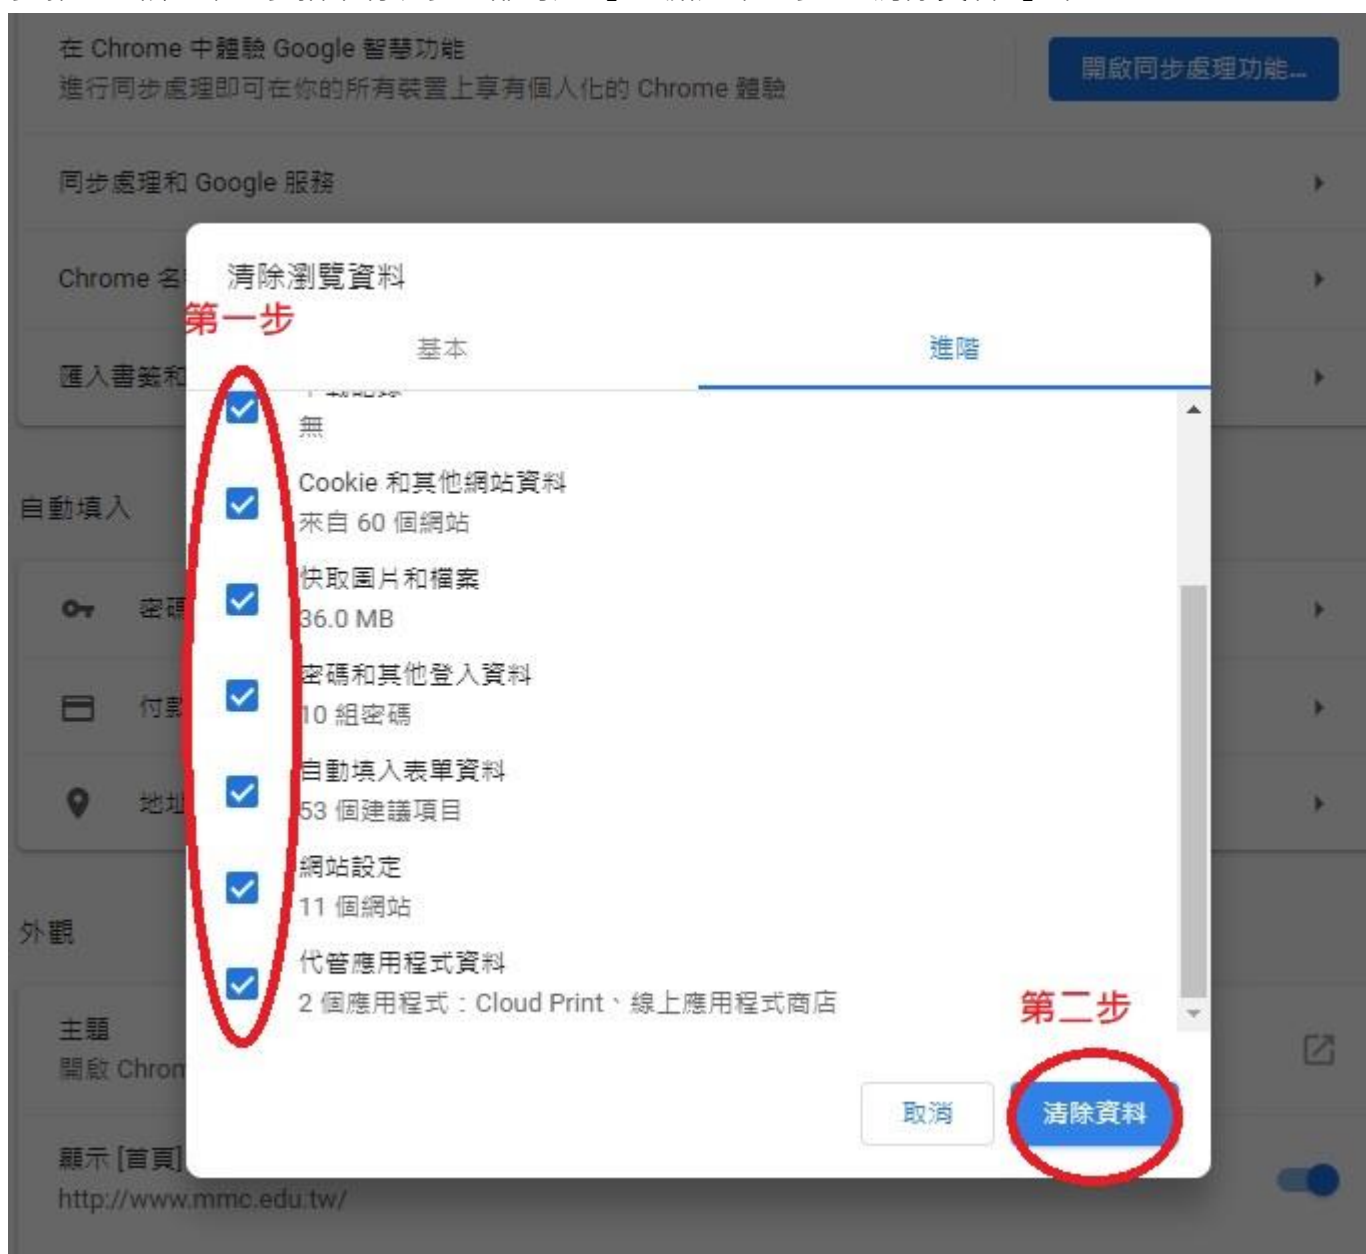 在 Chrome 中體驗 Google 智慧功能
進行同步處理即可在你的所有裝置上享有個人化的 Chrome 體驗
開啟同步處理功能...
同步處理和 Google 服務
Chrome 名
清除瀏覽資料
第一步
基本
進階
匯入書籤和
無
Cookie 和其他網站資料
來自 60 個網站
自動填入
快取圖片和檔案
36.0 MB
密碼
密碼和其他登入資料
10 組密碼
付款
自動填入表單資料
53 個建議項目
地址
網站設定
11 個網站
外觀
代管應用程式資料
2 個應用程式：Cloud Print、線上應用程式商店
第二步
主題
開啟 Chrom
取消
清除資料
顯示 [首頁]
http://www.mmc.edu.tw/